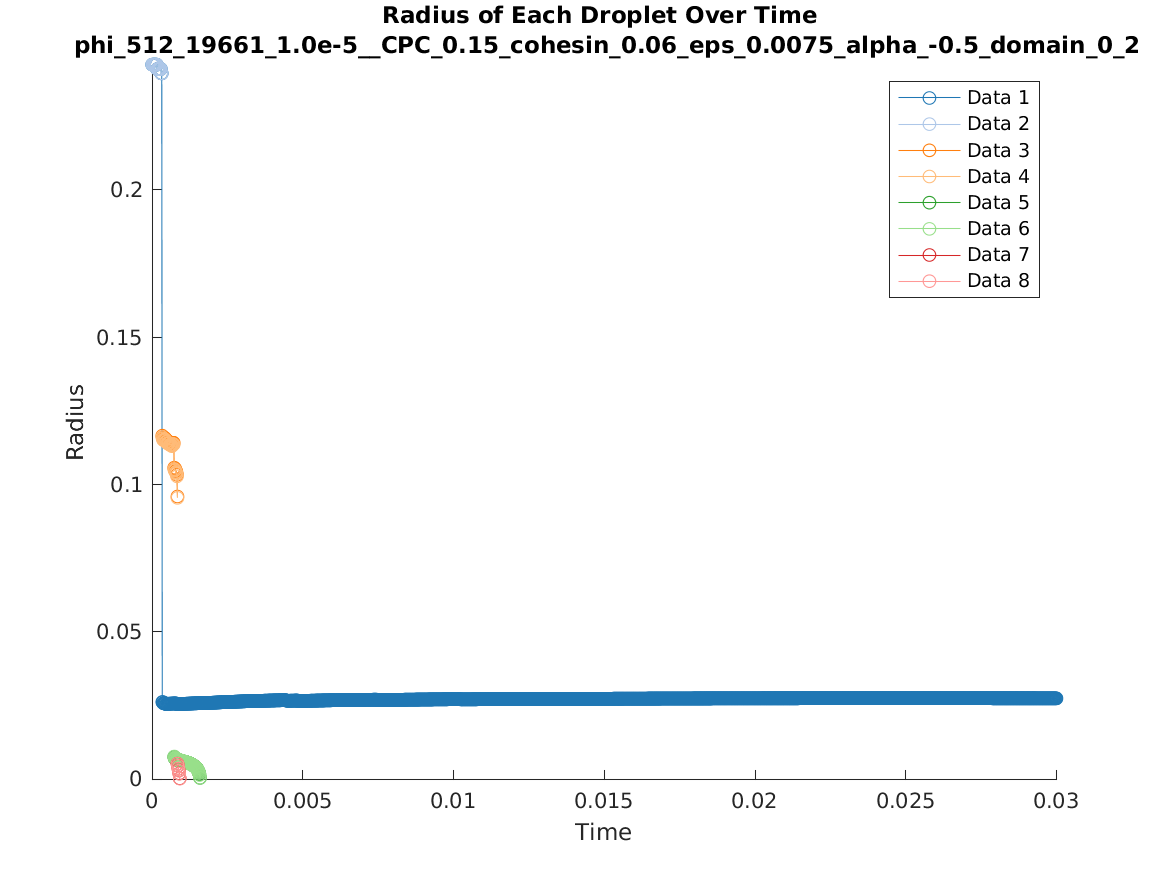 Radius of Each Droplet Over Time
phi_512_19661_1.0e-5__CPC_0.15_cohesin_0.06_eps_0.0075_alpha_-0.5_domain_0_2
Data 1
Data 2
Data 3
Data 4
Data 5
Data 6
Data 7
Data 8
Radius
0.2
0.15
0.1
0.05
0
0
0.005
0.01
0.015
0.02
0.025
0.03
Time